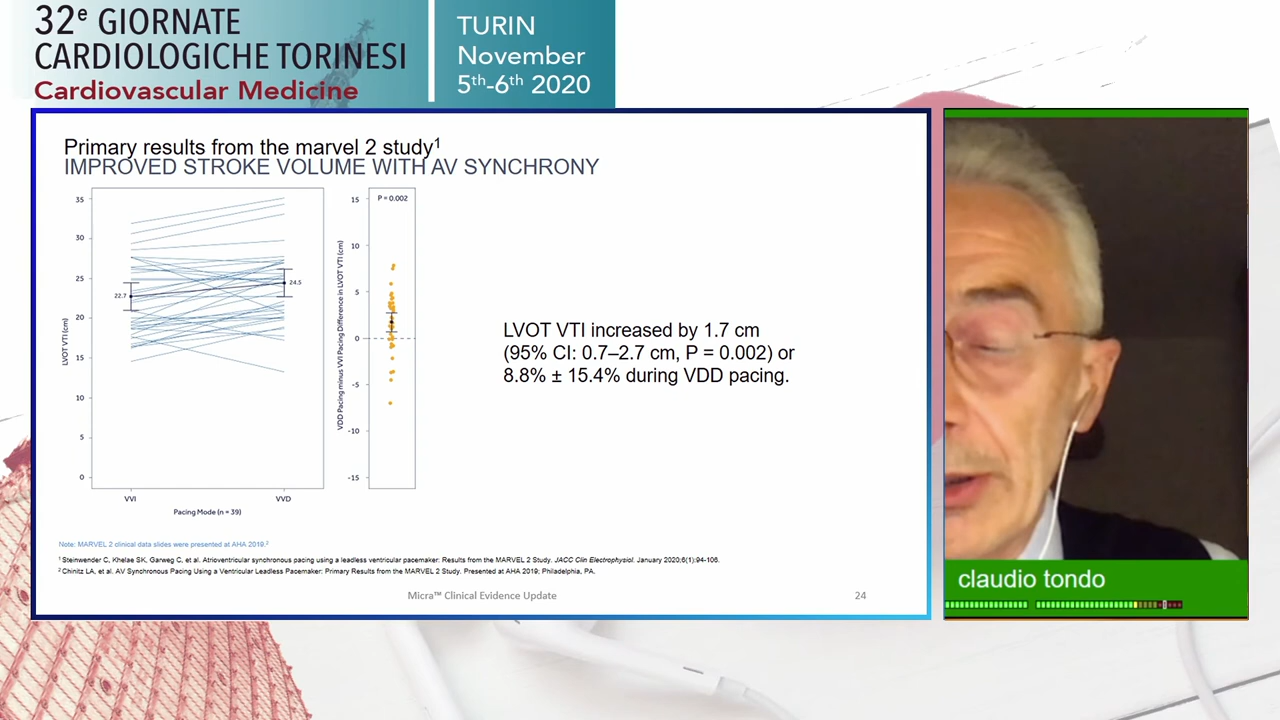 32e GIORNATE
CARDIOLOGICHE TORINESI
Cardiovascular Medicine
TURIN
November
5th-6th 2020
Primary results from the marvel 2 study1
IMPROVED STROKE VOLUME WITH AV SYNCHRONY
35
30
25
20
15
10
5
0
LVOT VTI (cm)
22.7
24.5
VVI
VVD
Pacing Mode (n = 39)
P = 0.002
15
10
5
0
-5
-10
-15
VDD Pacing minus VVI Pacing Difference in LVOT VTI (cm)
LVOT VTI increased by 1.7 cm
(95% CI: 0.7–2.7 cm, P = 0.002) or
8.8% ± 15.4% during VDD pacing.
Note: MARVEL 2 clinical data slides were presented at AHA 2019.2
1 Steinwender C, Khelae SK, Garweg C, et al. Atrioventricular synchronous pacing using a leadless ventricular pacemaker: Results from the MARVEL 2 Study. JACC Clin Electrophysiol. January 2020;6(1):94-106.
2 Chinitz LA, et al. AV Synchronous Pacing Using a Ventricular Leadless Pacemaker: Primary Results from the MARVEL 2 Study. Presented at AHA 2019; Philadelphia, PA.
Micra™ Clinical Evidence Update
24
claudio tondo